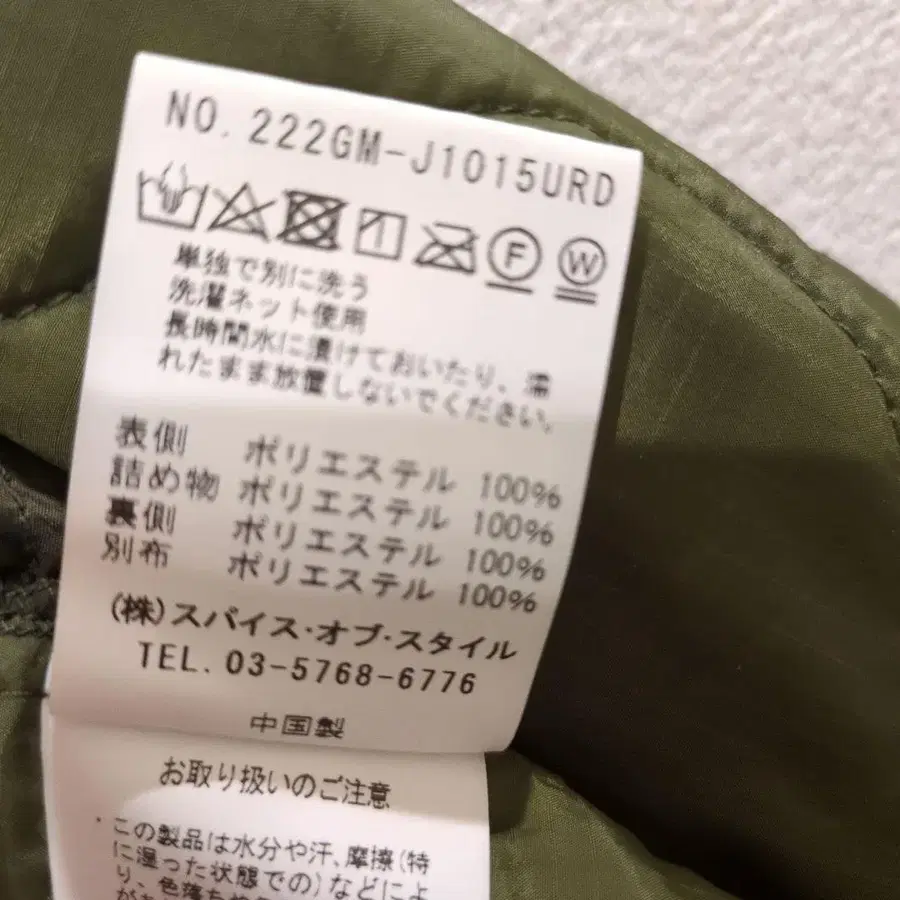 NO. 222GM-J1015URD
F W
単独で別に洗う
洗濯ネット使用
長時間水に漬けておいたり、濡
れたまま放置しないでください。
表側 ポリエステル 100%
詰め物 ポリエステル 100%
裏側 ポリエステル 100%
別布 ポリエステル 100%
(株)スパイス・オブ・スタイル
TEL. 03-5768-6776
中国製
お取り扱いのご注意
・この製品は水分や汗、摩擦(特
に湿った状態での)などによ
り、色落ちや